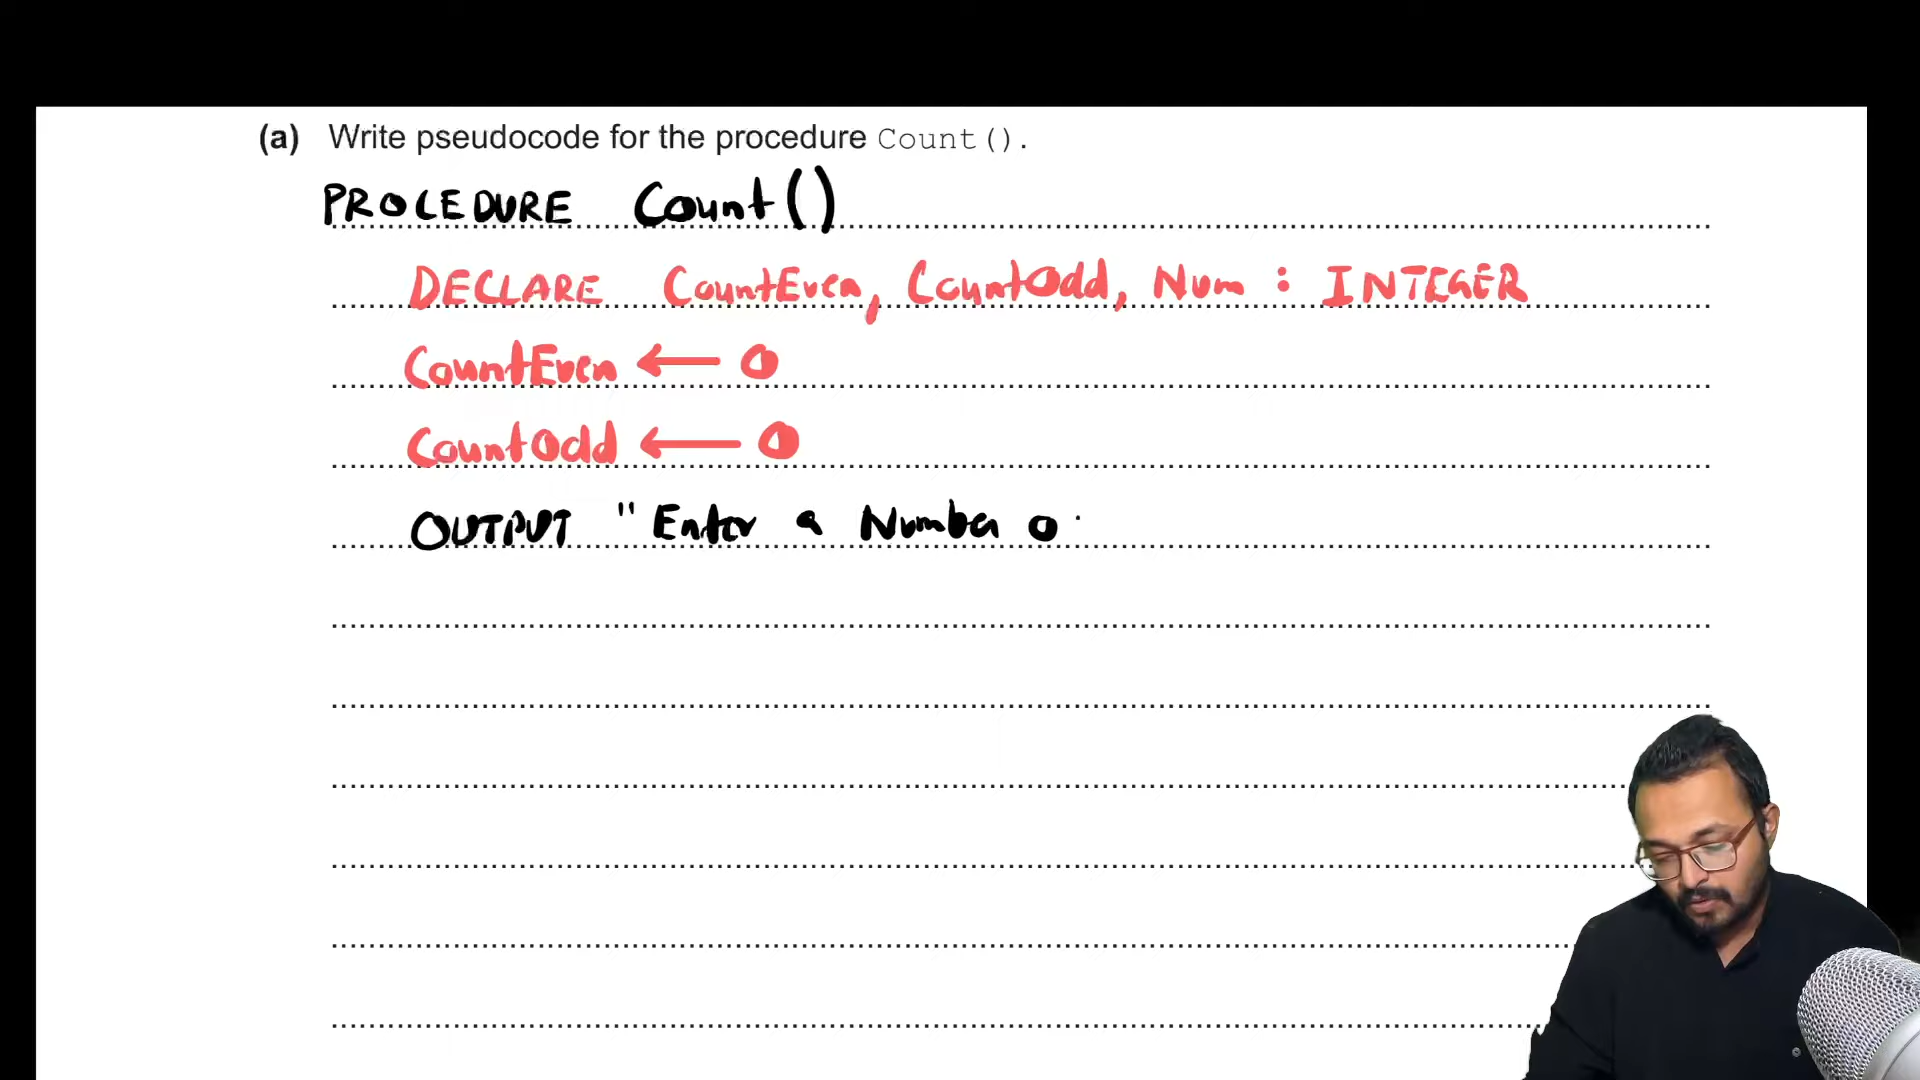 (a) Write pseudocode for the procedure Count().
PROCEDURE Count()
DECLARE CountEven, CountOdd, Num : INTEGER
CountEven ← 0
CountOdd ← 0
OUTPUT "Enter a Number o